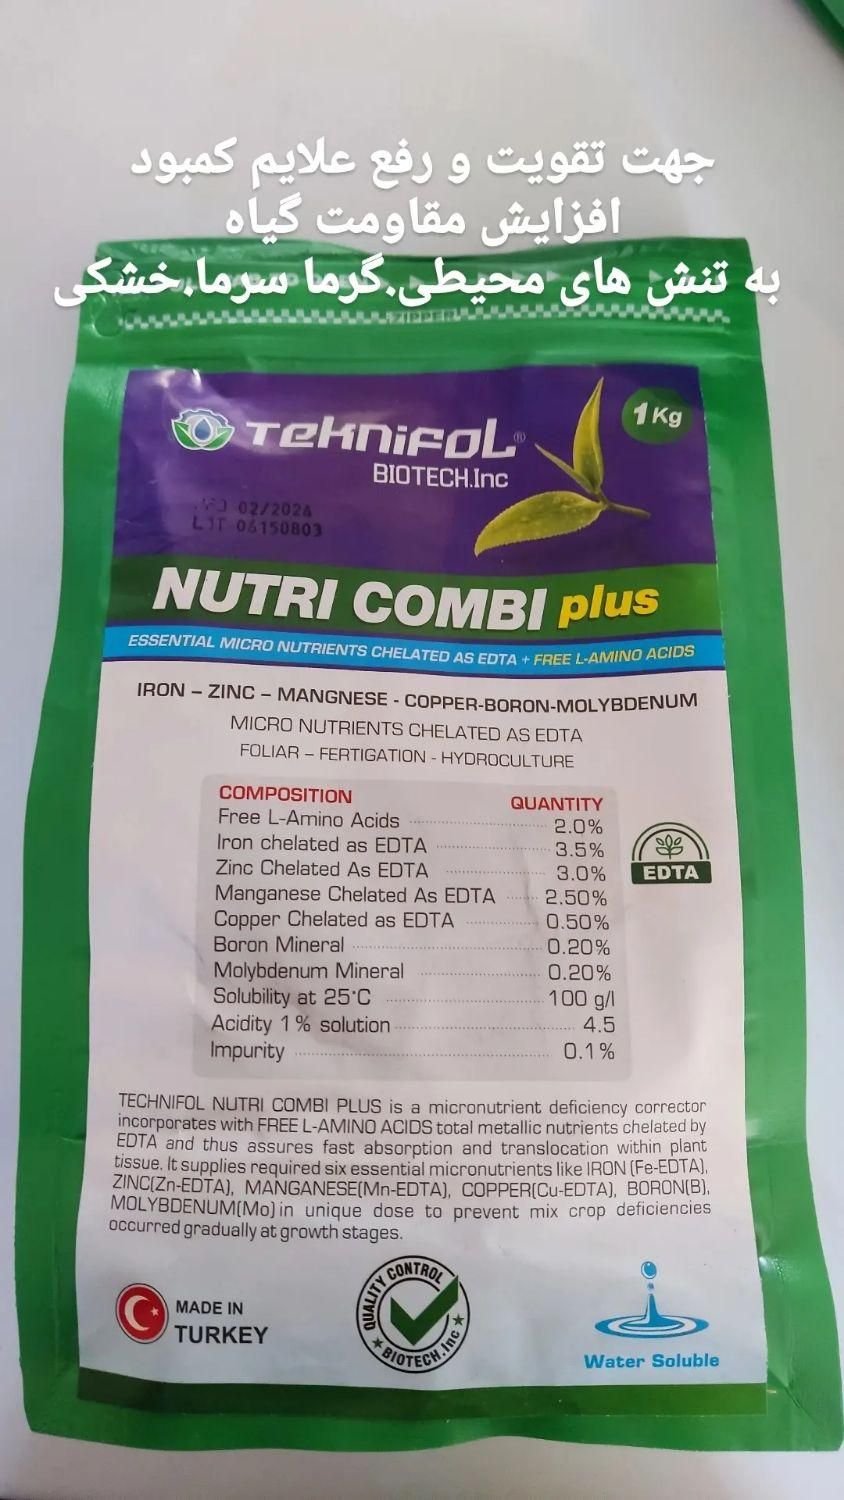 جهت تقویت و رفع علایم کمبود
افزایش مقاومت گیاه
به تنش های محیطی.گرما سرما.خشکی
ZIPPER
TEKNIFOL®
BIOTECH.Inc
1 Kg
02/2024
LOT 06150803
NUTRI COMBI plus
ESSENTIAL MICRO NUTRIENTS CHELATED AS EDTA + FREE L-AMINO ACIDS
IRON – ZINC – MANGNESE - COPPER-BORON-MOLYBDENUM
MICRO NUTRIENTS CHELATED AS EDTA
FOLIAR – FERTIGATION - HYDROCULTURE
COMPOSITION QUANTITY
Free L-Amino Acids 2.0%
Iron chelated as EDTA 3.5%
Zinc Chelated As EDTA 3.0%
Manganese Chelated As EDTA 2.50%
Copper Chelated as EDTA 0.50%
Boron Mineral 0.20%
Molybdenum Mineral 0.20%
Solubility at 25°C 100 g/l
Acidity 1% solution 4.5
Impurity 0.1%
EDTA
TECHNIFOL NUTRI COMBI PLUS is a micronutrient deficiency corrector
incorporates with FREE L-AMINO ACIDS total metallic nutrients chelated by
EDTA and thus assures fast absorption and translocation within plant
tissue. It supplies required six essential micronutrients like IRON (Fe-EDTA),
ZINC(Zn-EDTA), MANGANESE(Mn-EDTA), COPPER(Cu-EDTA), BORON(B),
MOLYBDENUM(Mo) in unique dose to prevent mix crop deficiencies
occurred gradually at growth stages.
MADE IN
TURKEY
QUALITY CONTROL
BIOTECH.Inc
Water Soluble